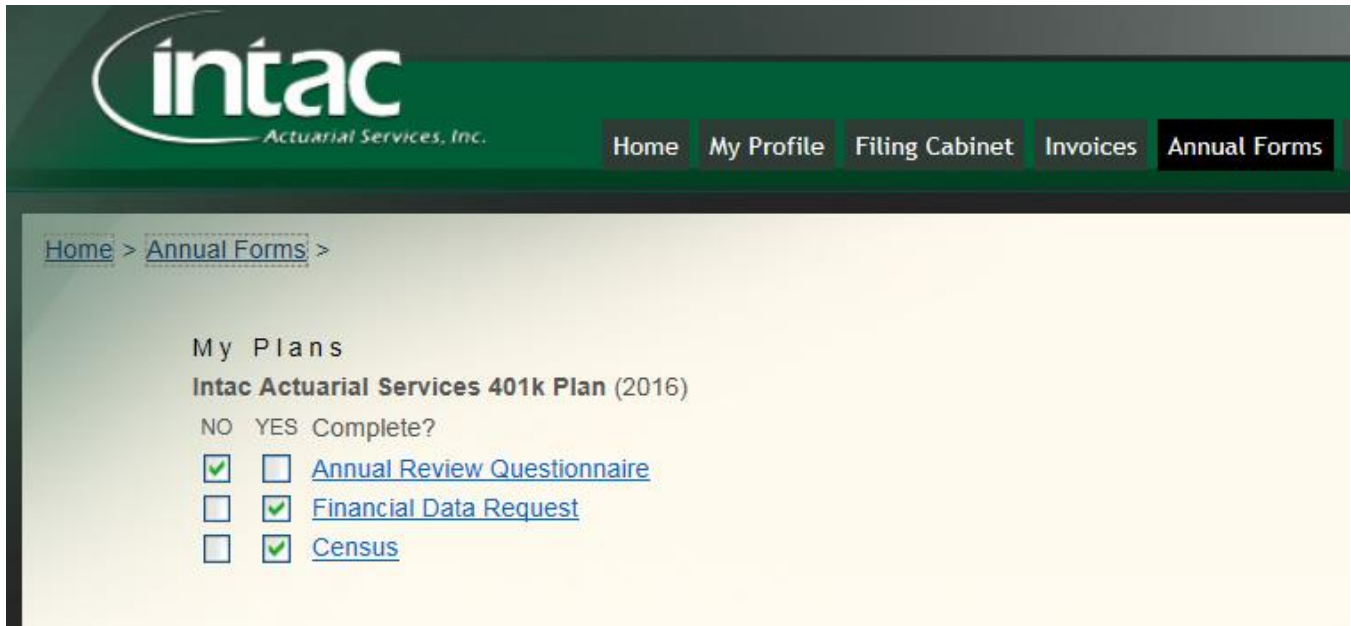 intac
Actuarial Services, Inc.
Home My Profile Filing Cabinet Invoices Annual Forms
Home > Annual Forms >
My Plans
Intac Actuarial Services 401k Plan (2016)
NO YES Complete?
Annual Review Questionnaire
Financial Data Request
Census